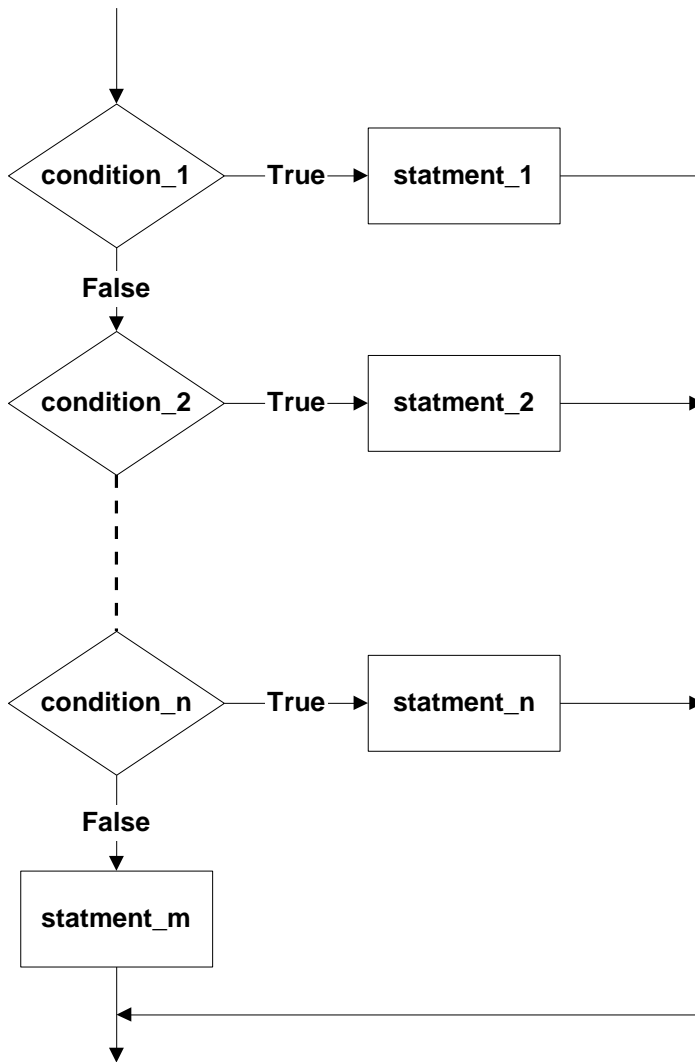 condition_1
True
statment_1
False
condition_2
True
statment_2
condition_n
True
statment_n
False
statment_m